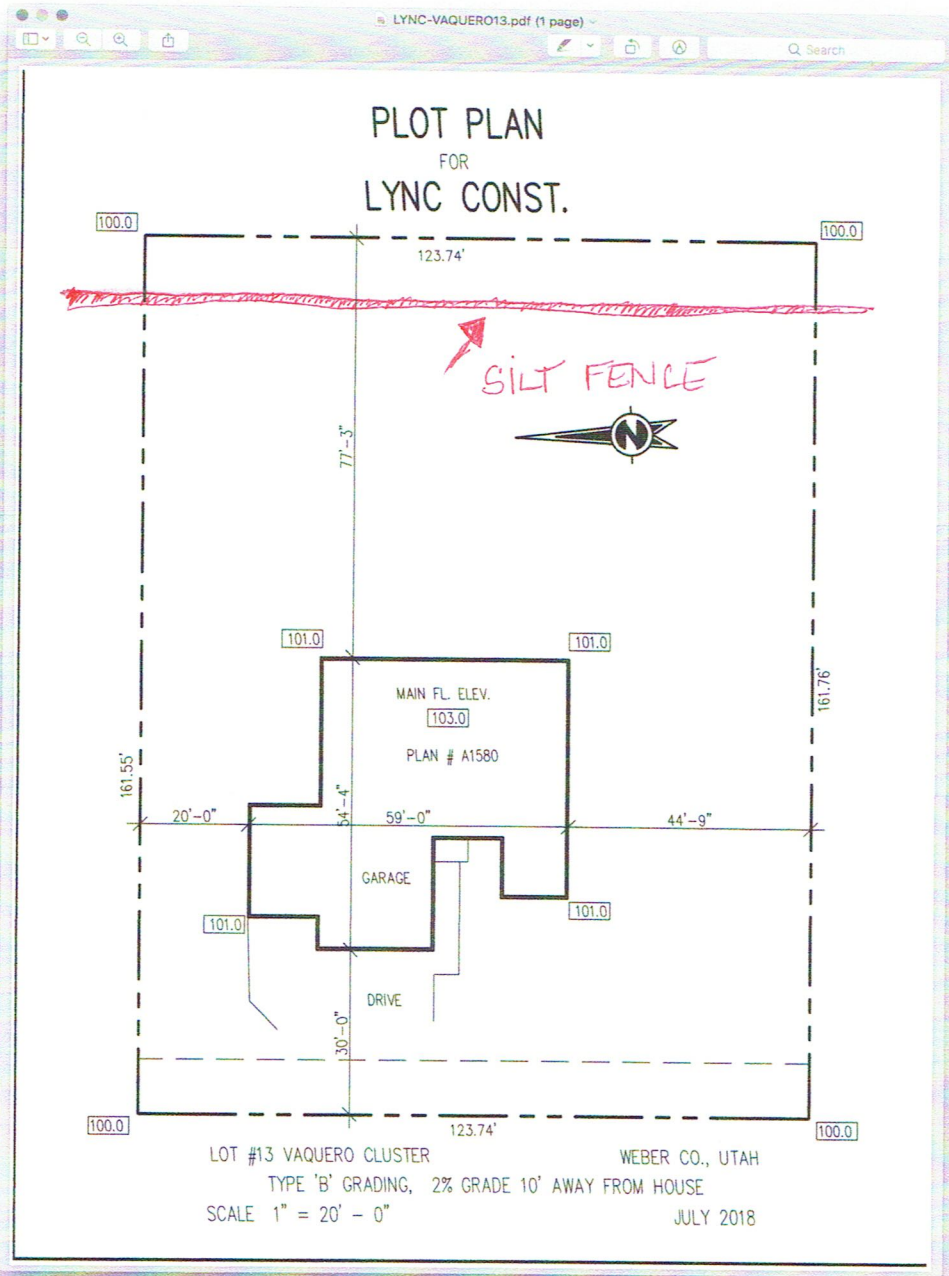 LYNC-VAQUERO13.pdf (1 page)
Search
PLOT PLAN
FOR
LYNC CONST.
100.0
100.0
123.74'
SILT FENCE
N
77'-3"
101.0
101.0
MAIN FL. ELEV.
103.0
PLAN # A1580
161.55'
161.76'
54'-4"
20'-0"
59'-0"
44'-9"
GARAGE
101.0
101.0
DRIVE
30'-0"
100.0
123.74'
100.0
LOT #13 VAQUERO CLUSTER
WEBER CO., UTAH
TYPE 'B' GRADING, 2% GRADE 10' AWAY FROM HOUSE
SCALE 1" = 20' - 0"
JULY 2018